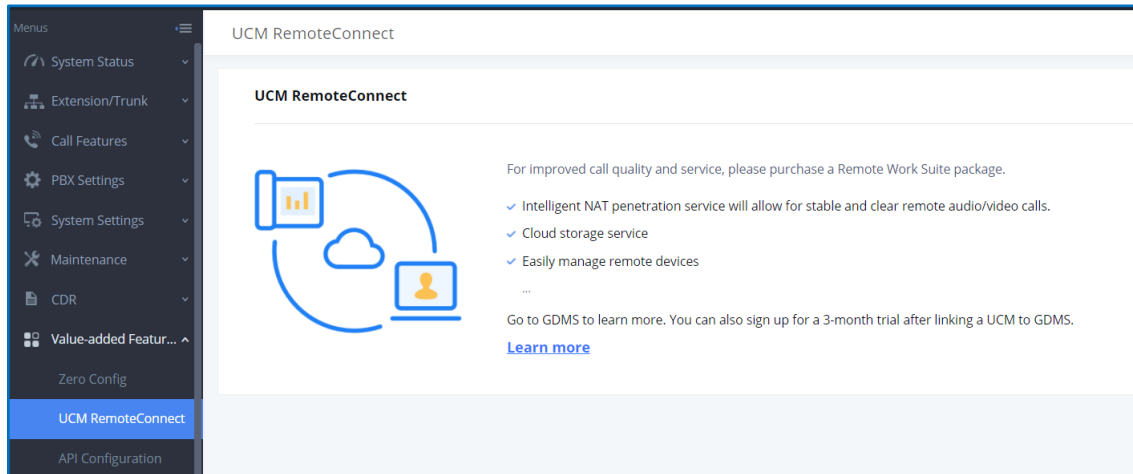 Menus
UCM RemoteConnect
System Status
Extension/Trunk
Call Features
PBX Settings
System Settings
Maintenance
CDR
Value-added Featur...
Zero Config
UCM RemoteConnect
API Configuration
UCM RemoteConnect
For improved call quality and service, please purchase a Remote Work Suite package.
Intelligent NAT penetration service will allow for stable and clear remote audio/video calls.
Cloud storage service
Easily manage remote devices
...
Go to GDMS to learn more. You can also sign up for a 3-month trial after linking a UCM to GDMS.
Learn more